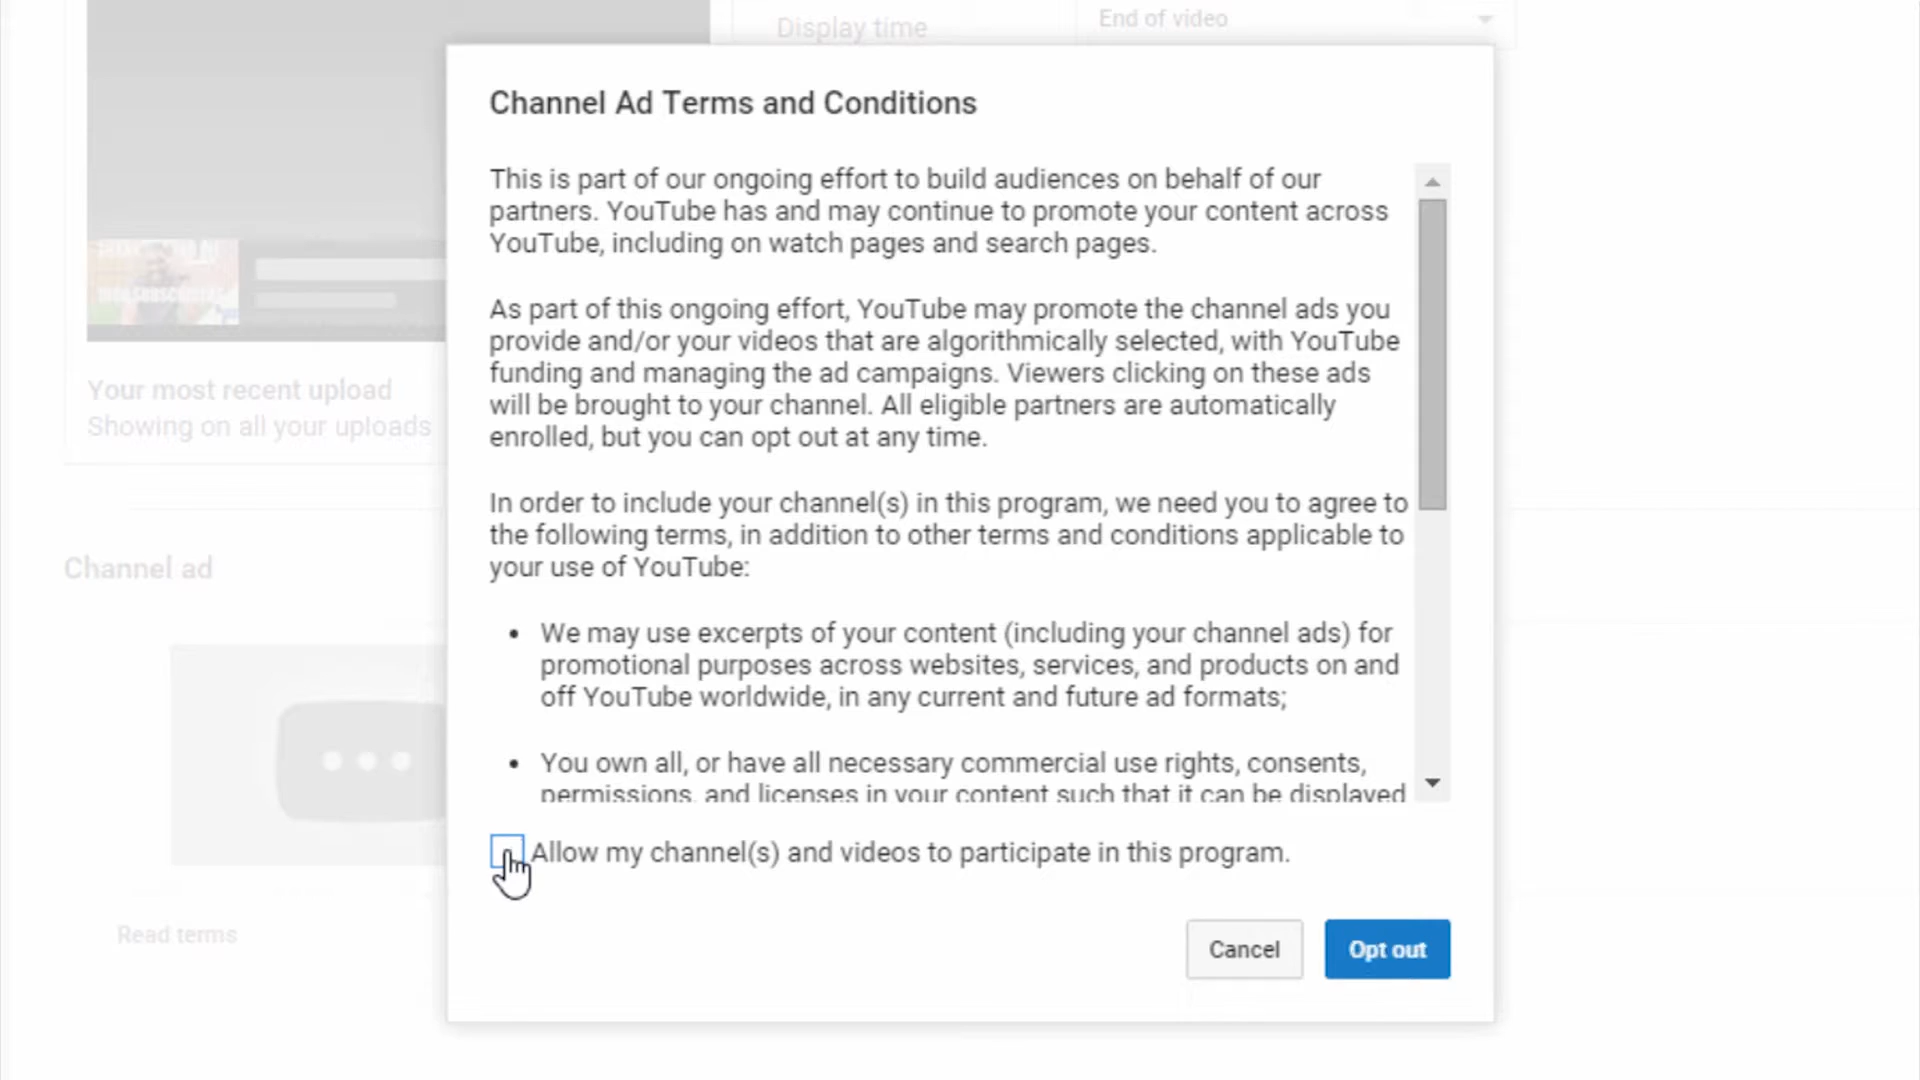 Display time
End of video
Channel Ad Terms and Conditions
This is part of our ongoing effort to build audiences on behalf of our
partners. YouTube has and may continue to promote your content across
YouTube, including on watch pages and search pages.
As part of this ongoing effort, YouTube may promote the channel ads you
provide and/or your videos that are algorithmically selected, with YouTube
funding and managing the ad campaigns. Viewers clicking on these ads
will be brought to your channel. All eligible partners are automatically
enrolled, but you can opt out at any time.
In order to include your channel(s) in this program, we need you to agree to
the following terms, in addition to other terms and conditions applicable to
your use of YouTube:
• We may use excerpts of your content (including your channel ads) for
promotional purposes across websites, services, and products on and
off YouTube worldwide, in any current and future ad formats;
• You own all, or have all necessary commercial use rights, consents,
permissions, and licenses in your content such that it can be displayed
Allow my channel(s) and videos to participate in this program.
Cancel
Opt out
Your most recent upload
Showing on all your uploads
Channel ad
Read terms